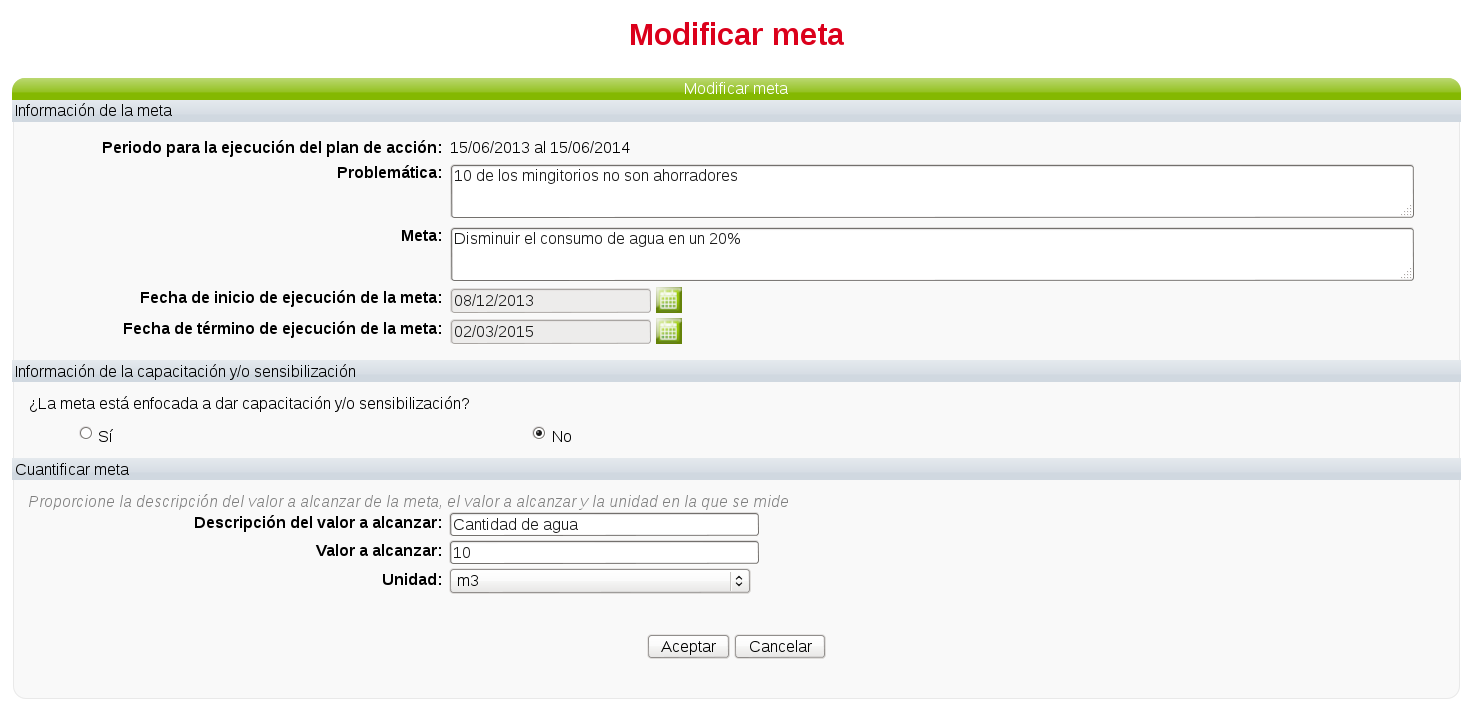 Modificar meta
Modificar meta
Información de la meta
Periodo para la ejecución del plan de acción: 15/06/2013 al 15/06/2014
Problemática: 10 de los mingitorios no son ahorradores
Meta: Disminuir el consumo de agua en un 20%
Fecha de inicio de ejecución de la meta: 08/12/2013
Fecha de término de ejecución de la meta: 02/03/2015
Información de la capacitación y/o sensibilización
¿La meta está enfocada a dar capacitación y/o sensibilización?
Sí No
Cuantificar meta
Proporcione la descripción del valor a alcanzar de la meta, el valor a alcanzar y la unidad en la que se mide
Descripción del valor a alcanzar: Cantidad de agua
Valor a alcanzar: 10
Unidad: m3
Aceptar Cancelar